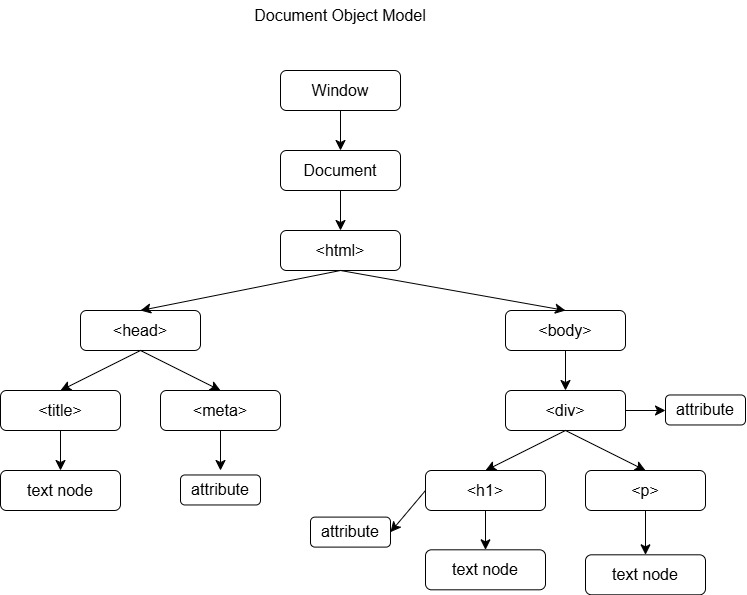 Document Object Model
Window
Document
<html>
<head>
<body>
<title>
<meta>
<div>
attribute
text node
attribute
<h1>
<p>
attribute
text node
text node